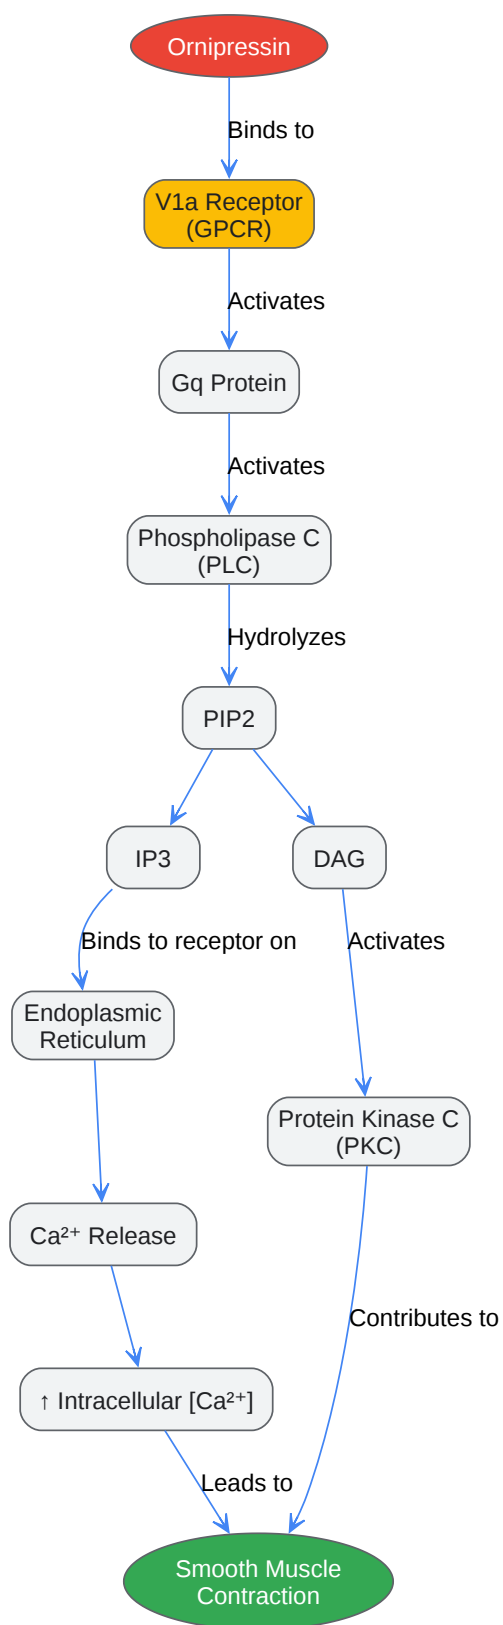 Ornipressin
Binds to
V1a Receptor
(GPCR)
Activates
Gq Protein
Activates
Phospholipase C
(PLC)
Hydrolyzes
PIP2
IP3
DAG
Binds to receptor on
Activates
Endoplasmic
Reticulum
Protein Kinase C
(PKC)
Ca²⁺ Release
Contributes to
↑ Intracellular [Ca²⁺]
Leads to
Smooth Muscle
Contraction